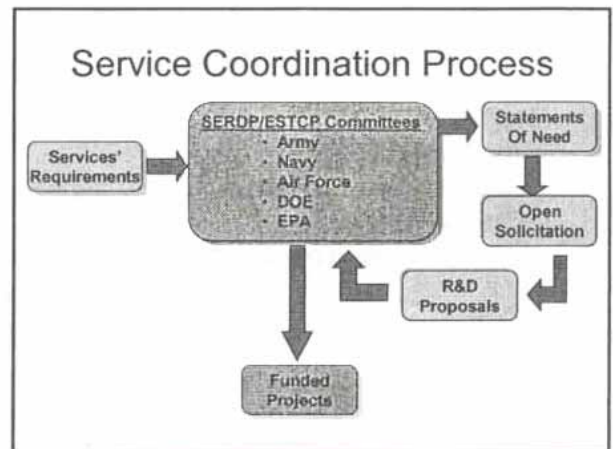 Service Coordination Process
SERDP/ESTCP Committees
· Army
· Navy
· Air Force
· DOE
· EPA
Services'
Requirements
Statements
Of Need
Open
Solicitation
R&D
Proposals
Funded
Projects